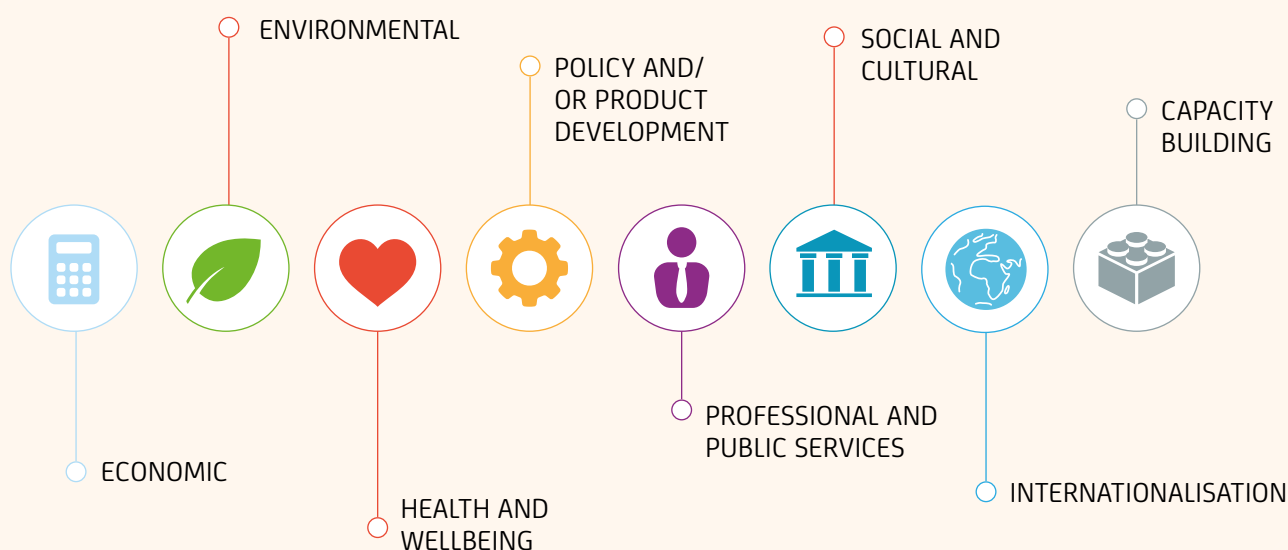 ENVIRONMENTAL
POLICY AND/
OR PRODUCT
DEVELOPMENT
SOCIAL AND
CULTURAL
CAPACITY
BUILDING
ECONOMIC
HEALTH AND
WELLBEING
PROFESSIONAL AND
PUBLIC SERVICES
INTERNATIONALISATION